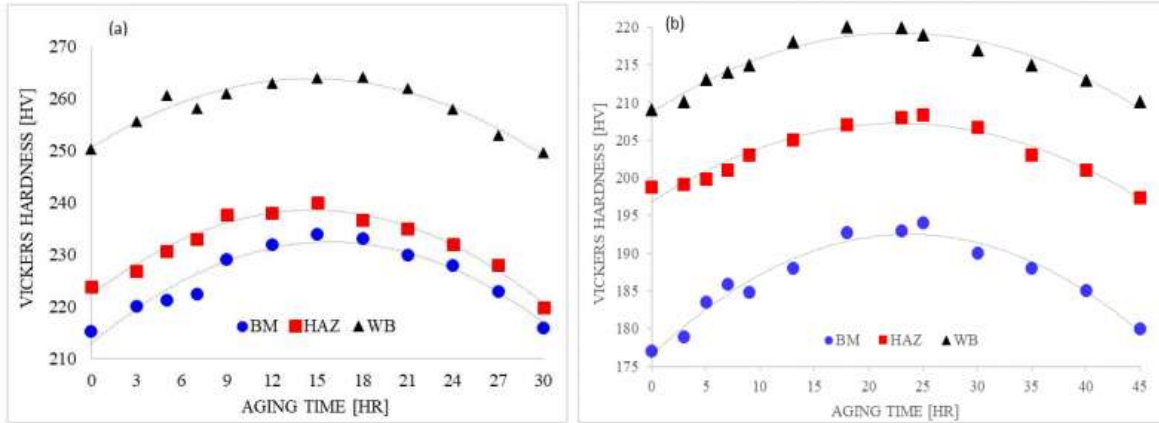 (a)
VICKERS HARDNESS [HV]
270
260
250
240
230
220
210
BM HAZ WB
0 3 6 9 12 15 18 21 24 27 30
AGING TIME [HR]
(b)
VICKERS HARDNESS [HV]
220
215
210
205
200
195
190
185
180
175
BM HAZ WB
0 5 10 15 20 25 30 35 40 45
AGING TIME [HR]